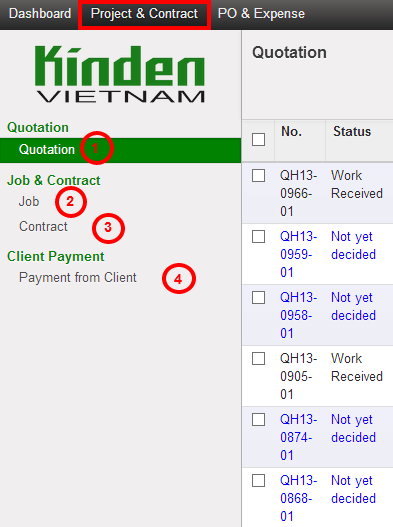 Dashboard Project & Contract PO & Expense
Kinden
VIETNAM
Quotation
Quotation 1
Job & Contract
Job 2
Contract 3
Client Payment
Payment from Client 4
Quotation
No. Status
QH13- Work
0966- Received
01
QH13- Not yet
0959- decided
01
QH13- Not yet
0958- decided
01
QH13- Work
0905- Received
01
QH13- Not yet
0874- decided
01
QH13- Not yet
0868- decided
01